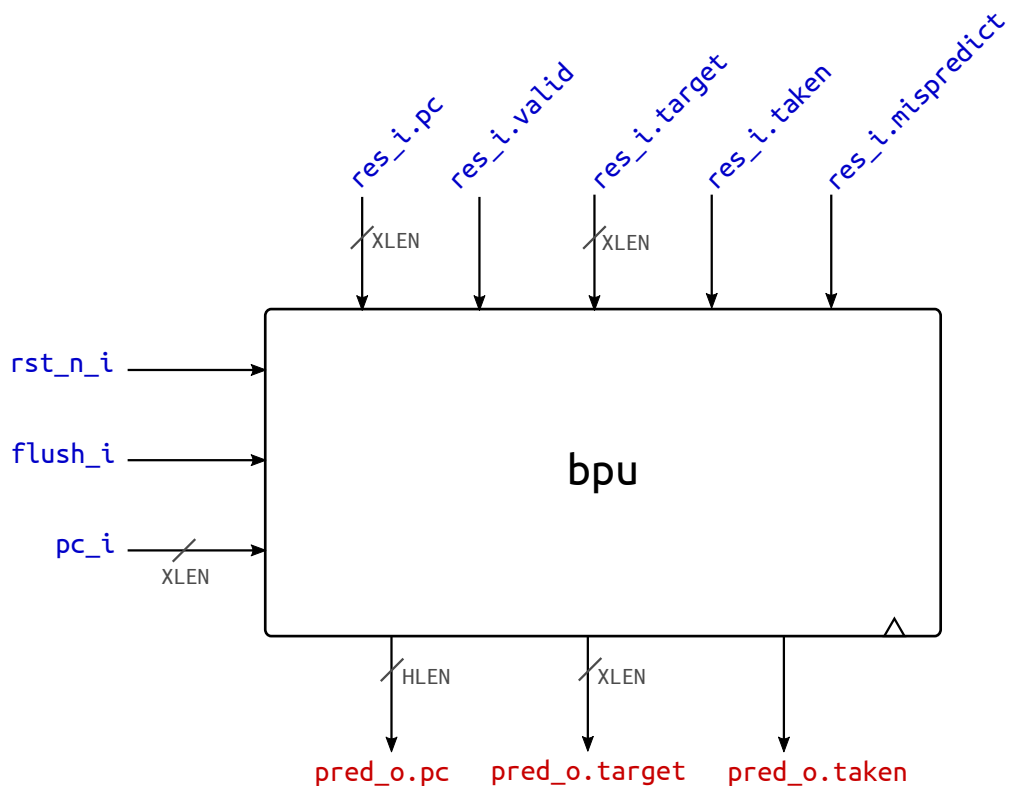 res_i.pc
res_i.valid
res_i.target
res_i.taken
res_i.mispredict
XLEN
XLEN
rst_n_i
flush_i
bpu
pc_i
XLEN
HLEN
XLEN
pred_o.pc
pred_o.target
pred_o.taken